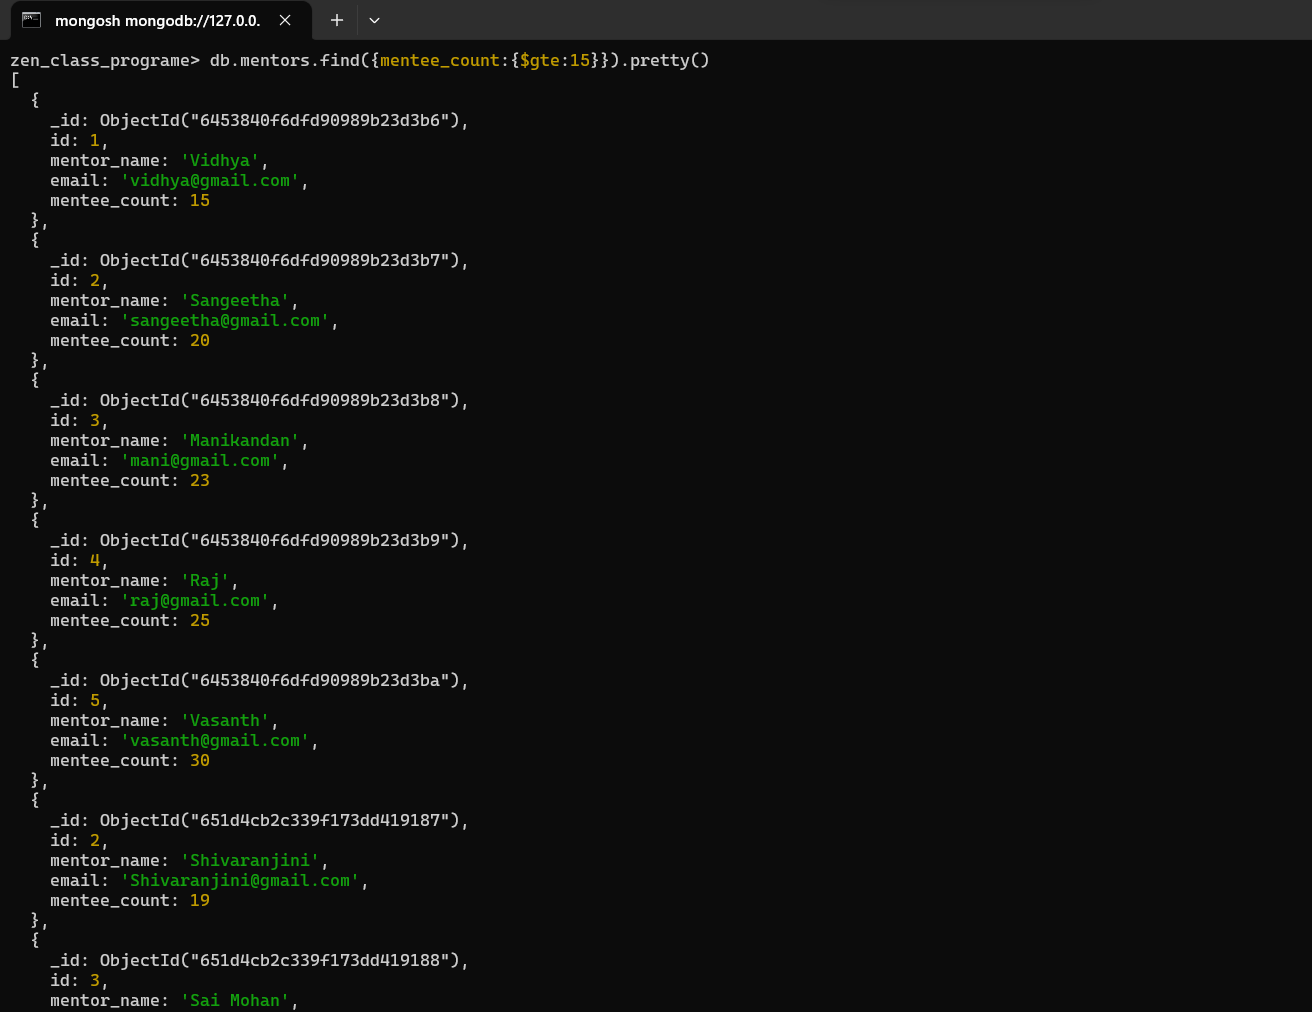 mongosh mongodb://127.0.0.
zen_class_programe> db.mentors.find({mentee_count:{$gte:15}}).pretty()
[
  {
    _id: ObjectId("6453840f6dfd90989b23d3b6"),
    id: 1,
    mentor_name: 'Vidhya',
    email: 'vidhya@gmail.com',
    mentee_count: 15
  },
  {
    _id: ObjectId("6453840f6dfd90989b23d3b7"),
    id: 2,
    mentor_name: 'Sangeetha',
    email: 'sangeetha@gmail.com',
    mentee_count: 20
  },
  {
    _id: ObjectId("6453840f6dfd90989b23d3b8"),
    id: 3,
    mentor_name: 'Manikandan',
    email: 'mani@gmail.com',
    mentee_count: 23
  },
  {
    _id: ObjectId("6453840f6dfd90989b23d3b9"),
    id: 4,
    mentor_name: 'Raj',
    email: 'raj@gmail.com',
    mentee_count: 25
  },
  {
    _id: ObjectId("6453840f6dfd90989b23d3ba"),
    id: 5,
    mentor_name: 'Vasanth',
    email: 'vasanth@gmail.com',
    mentee_count: 30
  },
  {
    _id: ObjectId("651d4cb2c339f173dd419187"),
    id: 2,
    mentor_name: 'Shivaranjini',
    email: 'Shivaranjini@gmail.com',
    mentee_count: 19
  },
  {
    _id: ObjectId("651d4cb2c339f173dd419188"),
    id: 3,
    mentor_name: 'Sai Mohan',